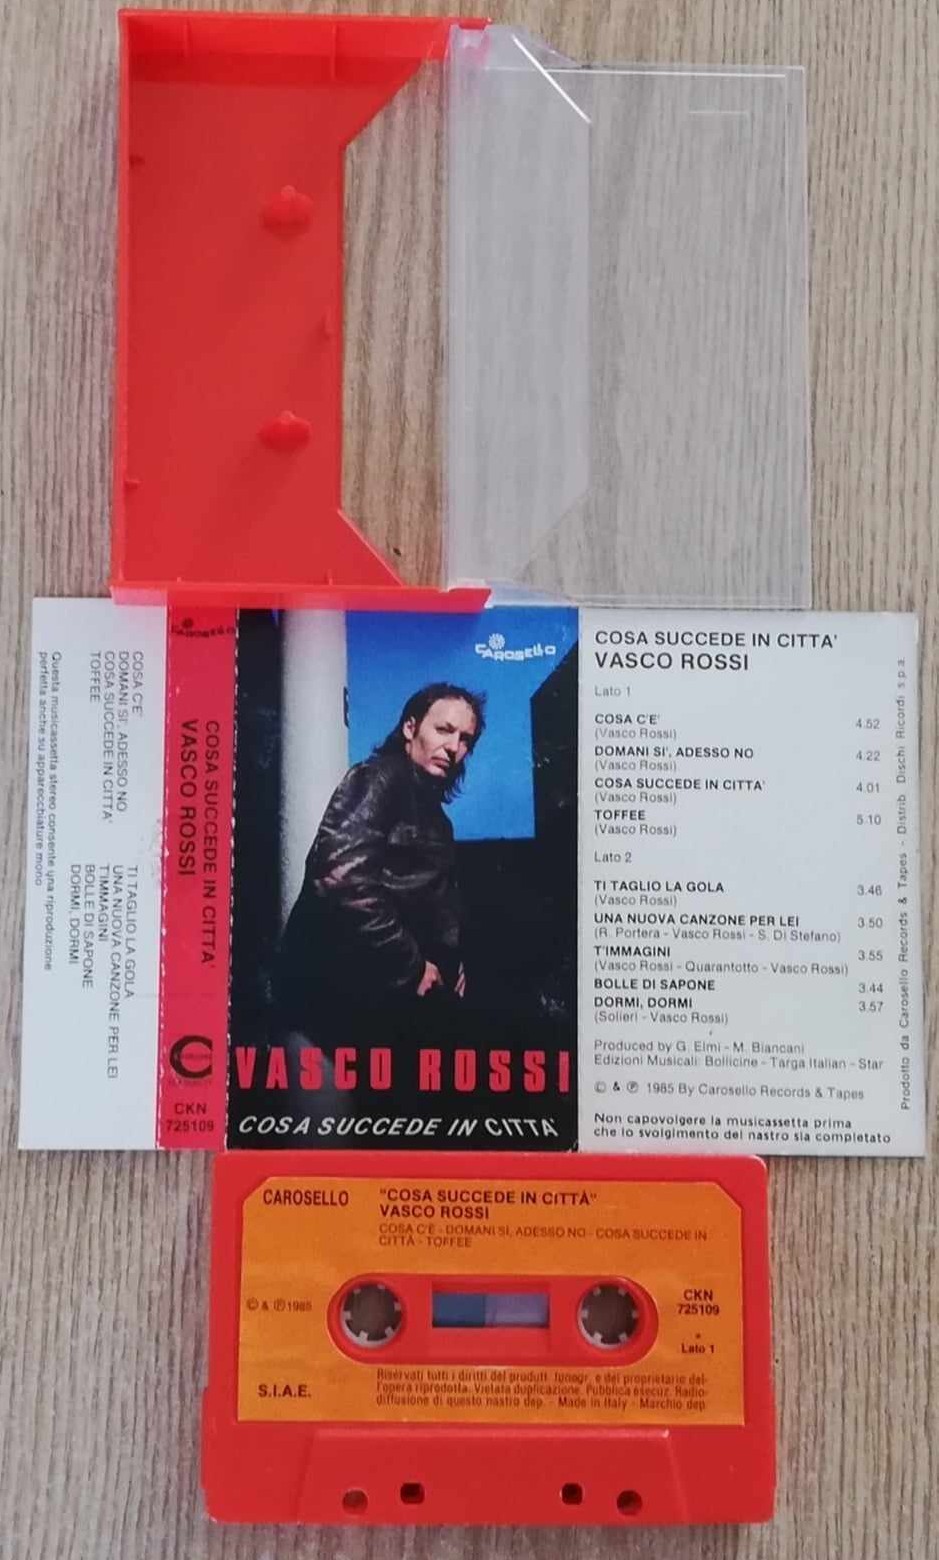 COSA C'E'
DOMANI SI', ADESSO NO
COSA SUCCEDE IN CITTA'
TOFFEE
TI TAGLIO LA GOLA
UNA NUOVA CANZONE PER LEI
T'IMMAGINI
BOLLE DI SAPONE
DORMI, DORMI
Questa musicassetta stereo consente una riproduzione
perfetta anche su apparecchiature mono
CAROSELLO
COSA SUCCEDE IN CITTA'
VASCO ROSSI
CKN
725109
CAROSELLO
VASCO ROSSI
COSA SUCCEDE IN CITTA'
COSA SUCCEDE IN CITTA'
VASCO ROSSI
Lato 1
COSA C'E' 4.52
(Vasco Rossi)
DOMANI SI', ADESSO NO 4.22
(Vasco Rossi)
COSA SUCCEDE IN CITTA' 4.01
(Vasco Rossi)
TOFFEE 5.10
(Vasco Rossi)
Lato 2
TI TAGLIO LA GOLA 3.46
(Vasco Rossi)
UNA NUOVA CANZONE PER LEI 3.50
(R. Portera - Vasco Rossi - S. Di Stefano)
T'IMMAGINI 3.55
(Vasco Rossi - Quarantotto - Vasco Rossi)
BOLLE DI SAPONE 3.44
DORMI, DORMI 3.57
(Solieri - Vasco Rossi)
Produced by G. Elmi - M. Biancani
Edizioni Musicali: Bollicine - Targa Italian - Star
© & ℗ 1985 By Carosello Records & Tapes
Non capovolgere la musicassetta prima
che lo svolgimento del nastro sia completato
Prodotto da Carosello Records & Tapes - Distrib. Dischi Ricordi s.p.a.
CAROSELLO
"COSA SUCCEDE IN CITTÀ"
VASCO ROSSI
COSA C'È - DOMANI SI, ADESSO NO - COSA SUCCEDE IN
CITTÀ - TOFFEE
© & ℗ 1985
CKN
725109
Lato 1
S.I.A.E.
Riservati tutti i diritti del produtt. fonogr. e del proprietario del-
l'opera riprodotta. Vietata duplicazione. Pubblica esecuz. Radio-
diffusione di questo nastro dep. - Made in Italy - Marchio dep.